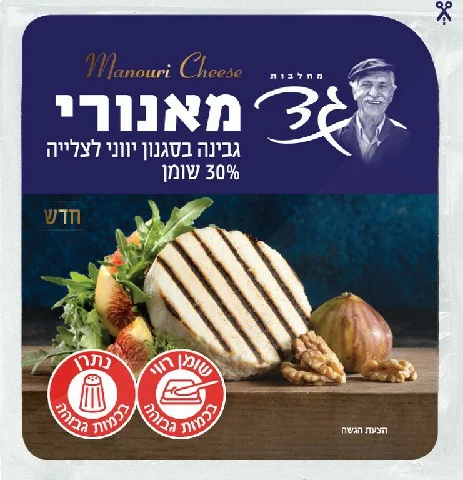 Manouri Cheese
מחלבות
גד
מאנורי
גבינה בסגנון יווני לצלייה
30% שומן
חדש
נתרן
בכמות גבוהה
שומן רווי
בכמות גבוהה
הצעת הגשה